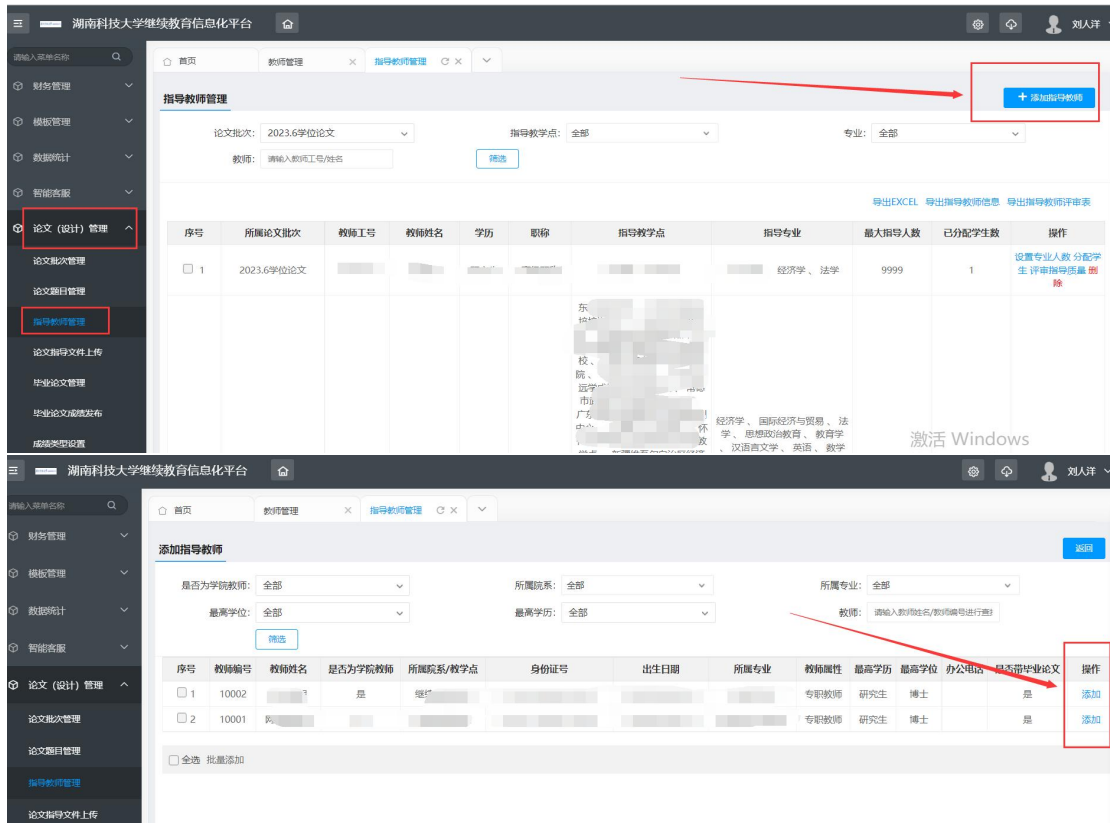 湖南科技大学继续教育信息化平台
刘人洋
请输入菜单名称
首页 教师管理 指导教师管理
财务管理
指导教师管理
+ 添加指导教师
模板管理
论文批次: 2023.6学位论文 指导教学点: 全部 专业: 全部
数据统计
教师: 请输入教师工号/姓名 筛选
智能客服
导出EXCEL 导出指导教师信息 导出指导教师评审表
论文（设计）管理
序号 所属论文批次 教师工号 教师姓名 学历 职称 指导教学点 指导专业 最大指导人数 已分配学生数 操作
论文批次管理
1 2023.6学位论文 经济学 、 法学 9999 1
设置专业人数 分配学
生 评审指导质量 删
除
论文题目管理
指导教师管理
论文指导文件上传
毕业论文管理
毕业论文成绩发布
成绩类型设置
东
校 、
院 、
市
经济学 、 国际经济与贸易 、 法
学 、 思想政治教育 、 教育学
、 汉语言文学 、 英语 、 数学
激活 Windows
湖南科技大学继续教育信息化平台
刘人洋
请输入菜单名称
首页 教师管理 指导教师管理
财务管理
添加指导教师
返回
模板管理
是否为学院教师: 全部 所属院系: 全部 所属专业: 全部
数据统计
最高学位: 全部 最高学历: 全部 教师: 请输入教师姓名/教师编号进行查
筛选
智能客服
序号 教师编号 教师姓名 是否为学院教师 所属院系/教学点 身份证号 出生日期 所属专业 教师属性 最高学历 最高学位 办公电话 是否带毕业论文 操作
论文（设计）管理
1 10002 是 专职教师 研究生 博士 是 添加
2 10001 专职教师 研究生 博士 是 添加
论文批次管理
论文题目管理
全选 批量添加
指导教师管理
论文指导文件上传